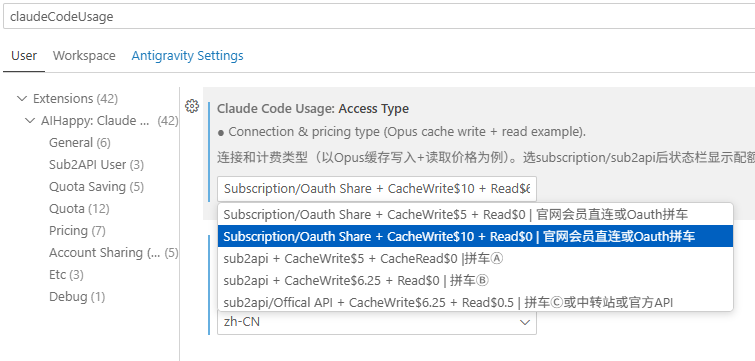 claudeCodeUsage
User
Workspace
Antigravity Settings
Extensions (42)
AIHappy: Claude ... (42)
General (6)
Sub2API User (3)
Quota Saving (5)
Quota (12)
Pricing (7)
Account Sharing (... (5)
Etc (3)
Debug (1)
Claude Code Usage: Access Type
● Connection & pricing type (Opus cache write + read example).
连接和计费类型（以Opus缓存写入+读取价格为例）。选subscription/sub2api后状态栏显示配额
Subscription/Oauth Share + CacheWrite$10 + Read$
Subscription/Oauth Share + CacheWrite$5 + Read$0 | 官网会员直连或Oauth拼车
Subscription/Oauth Share + CacheWrite$10 + Read$0 | 官网会员直连或Oauth拼车
sub2api + CacheWrite$5 + CacheRead$0 |拼车Ⓐ
sub2api + CacheWrite$6.25 + Read$0 | 拼车Ⓑ
sub2api/Offical API + CacheWrite$6.25 + Read$0.5 | 拼车Ⓒ或中转站或官方API
zh-CN